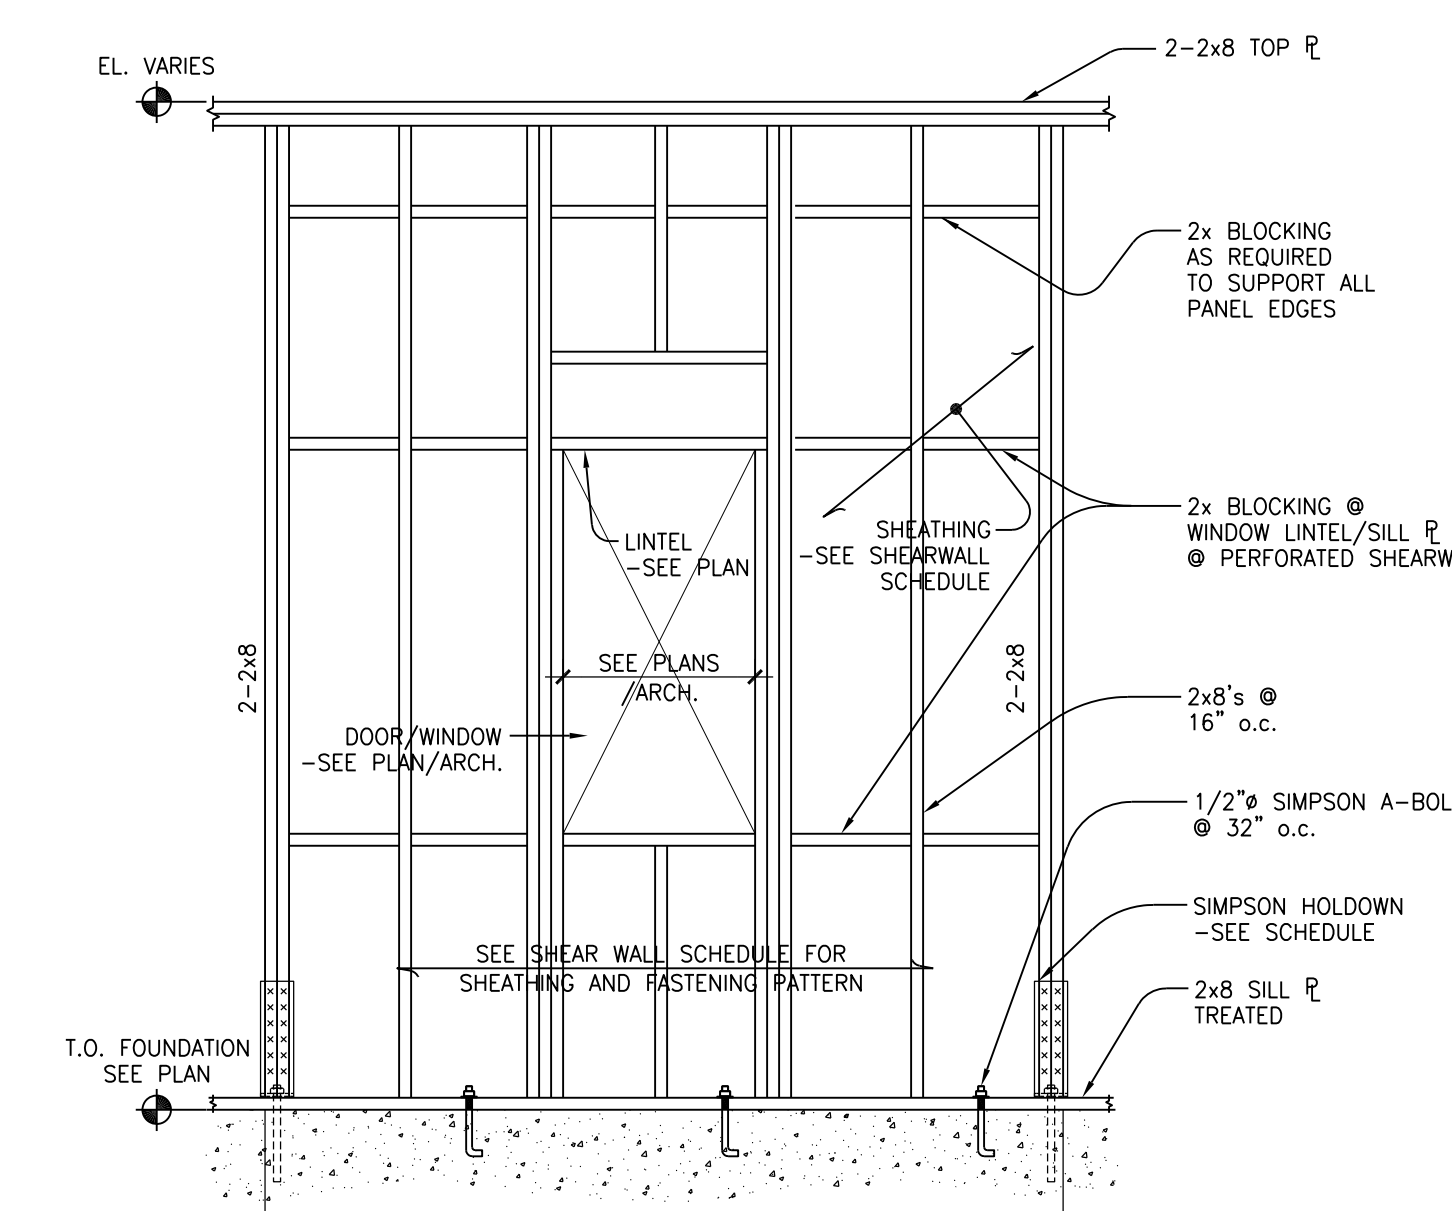 EL. VARIES
2-2x8 TOP ⅊
2x BLOCKING
AS REQUIRED
TO SUPPORT ALL
PANEL EDGES
2x BLOCKING @
WINDOW LINTEL/SILL ⅊
@ PERFORATED SHEARW
SHEATHING
-SEE SHEARWALL
SCHEDULE
LINTEL
-SEE PLAN
2-2x8
2-2x8
SEE PLANS
/ARCH.
2x8's @
16" o.c.
DOOR/WINDOW
-SEE PLAN/ARCH.
1/2"ø SIMPSON A-BOL
@ 32" o.c.
SIMPSON HOLDOWN
-SEE SCHEDULE
SEE SHEAR WALL SCHEDULE FOR
SHEATHING AND FASTENING PATTERN
2x8 SILL ⅊
TREATED
T.O. FOUNDATION
SEE PLAN